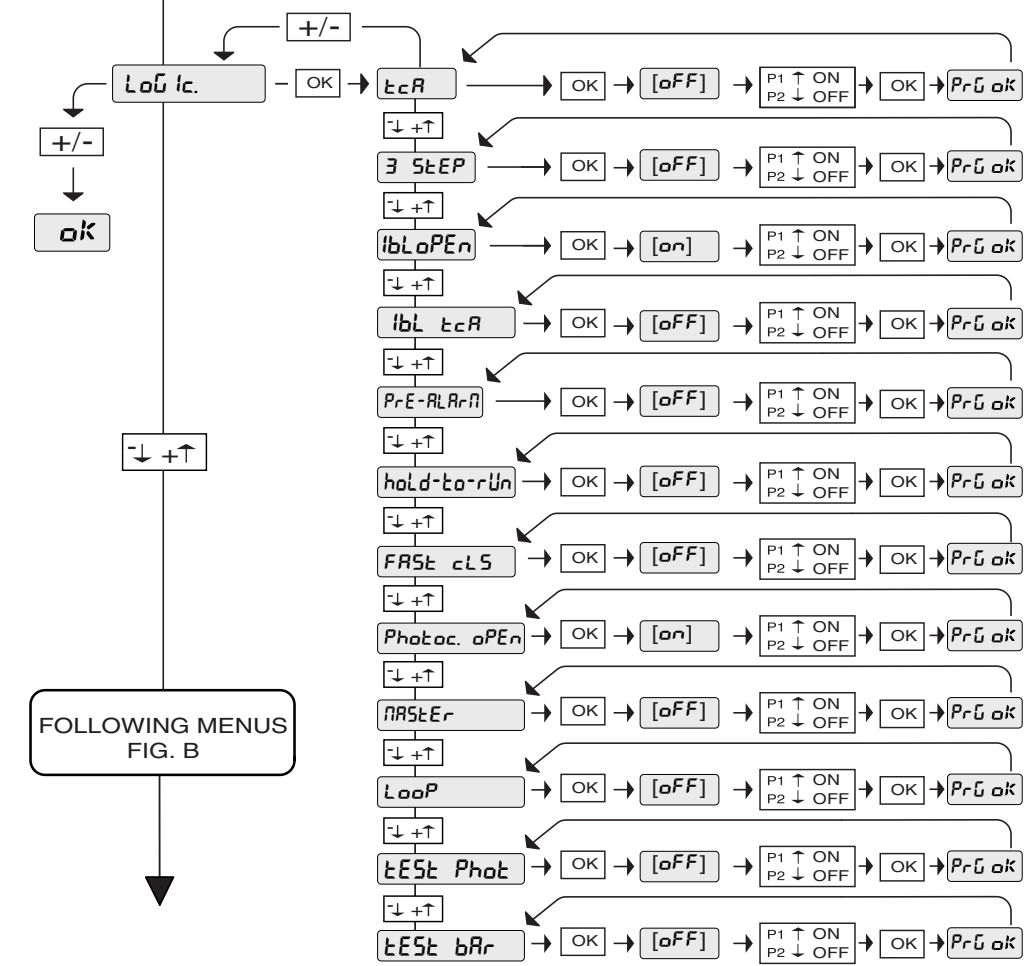 +/-
LoG Ic. OK tcA OK [oFF] P1 ↑ ON OK PrG oK
P2 ↓ OFF
+/-
oK
-↓ +↑
3 StEP OK [oFF] P1 ↑ ON OK PrG oK
P2 ↓ OFF
-↓ +↑
IbLoPEn OK [on] P1 ↑ ON OK PrG oK
P2 ↓ OFF
-↓ +↑
IbL tcA OK [oFF] P1 ↑ ON OK PrG oK
P2 ↓ OFF
-↓ +↑
PrE-ALArM OK [oFF] P1 ↑ ON OK PrG oK
P2 ↓ OFF
-↓ +↑
-↓ +↑
hoLd-to-rUn OK [oFF] P1 ↑ ON OK PrG oK
P2 ↓ OFF
-↓ +↑
FASt cLS OK [oFF] P1 ↑ ON OK PrG oK
P2 ↓ OFF
-↓ +↑
Photoc. oPEn OK [on] P1 ↑ ON OK PrG oK
P2 ↓ OFF
-↓ +↑
MAStEr OK [oFF] P1 ↑ ON OK PrG oK
P2 ↓ OFF
FOLLOWING MENUS
FIG. B
-↓ +↑
LooP OK [oFF] P1 ↑ ON OK PrG oK
P2 ↓ OFF
-↓ +↑
tESt Phot OK [oFF] P1 ↑ ON OK PrG oK
P2 ↓ OFF
-↓ +↑
tESt bAr OK [oFF] P1 ↑ ON OK PrG oK
P2 ↓ OFF